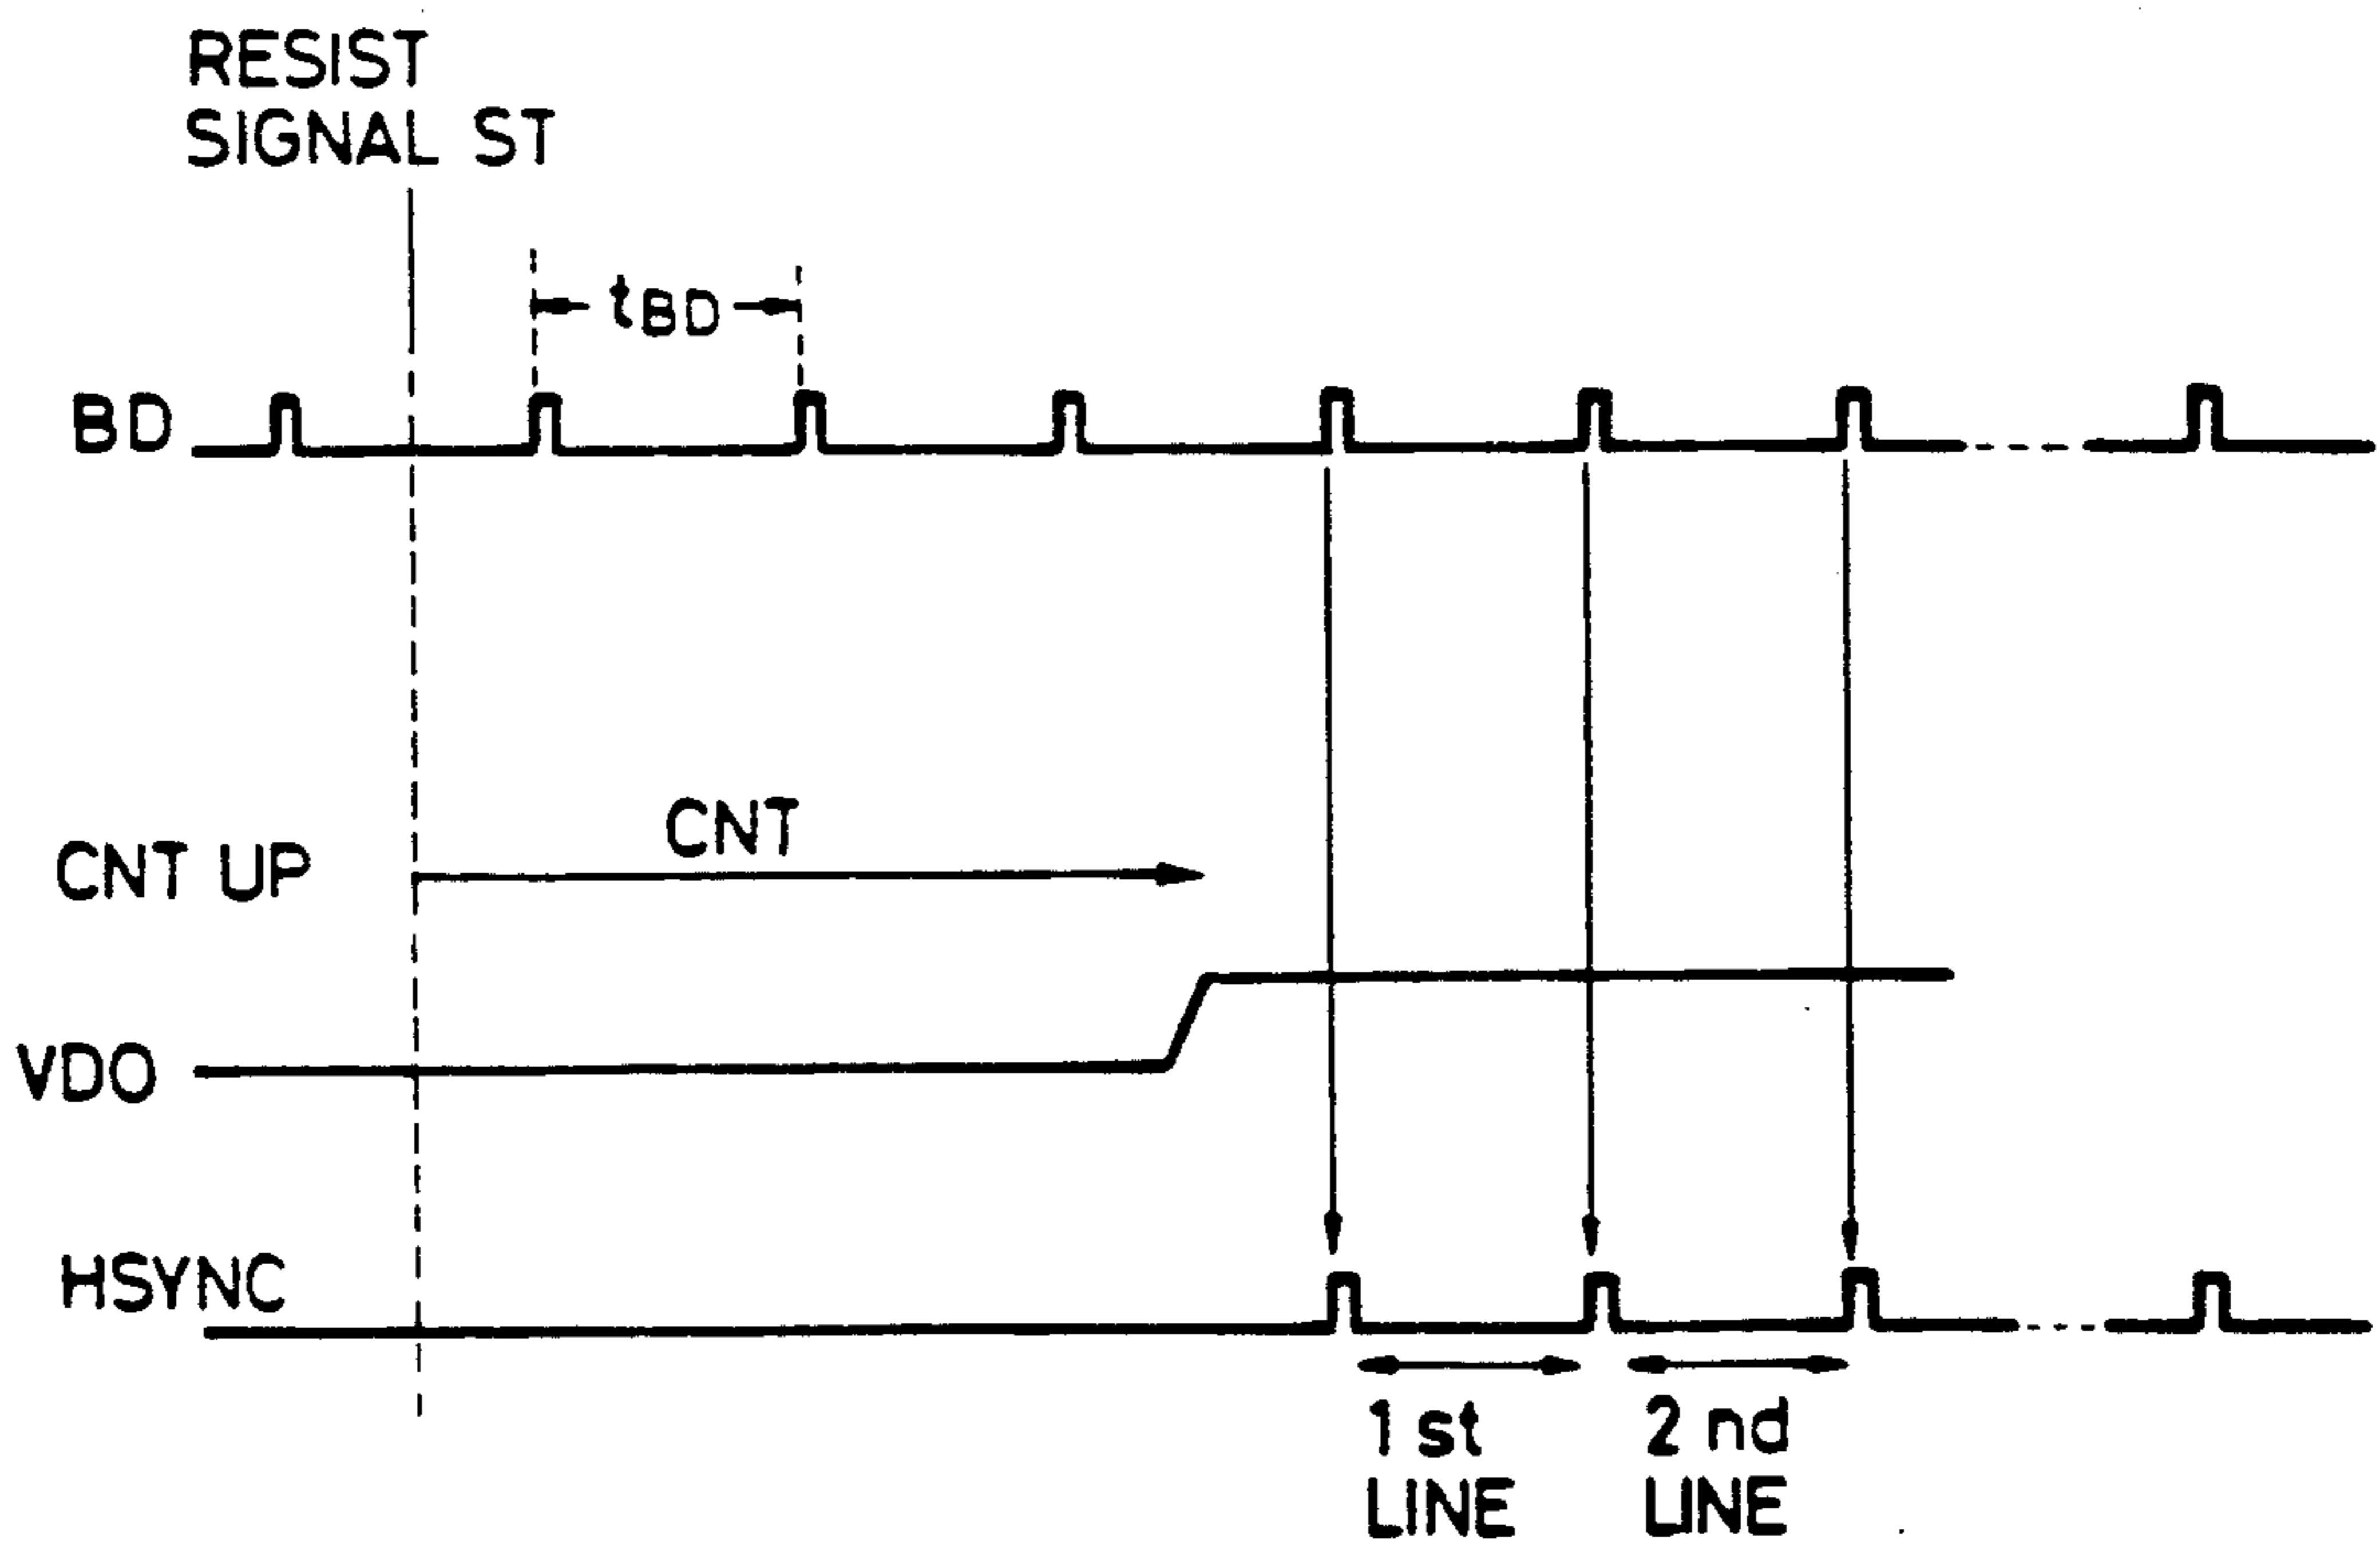 RESIST
SIGNAL ST
tBD
BD
CNT
CNT UP
VDO
HSYNC
1 st
LINE
2 nd
LINE